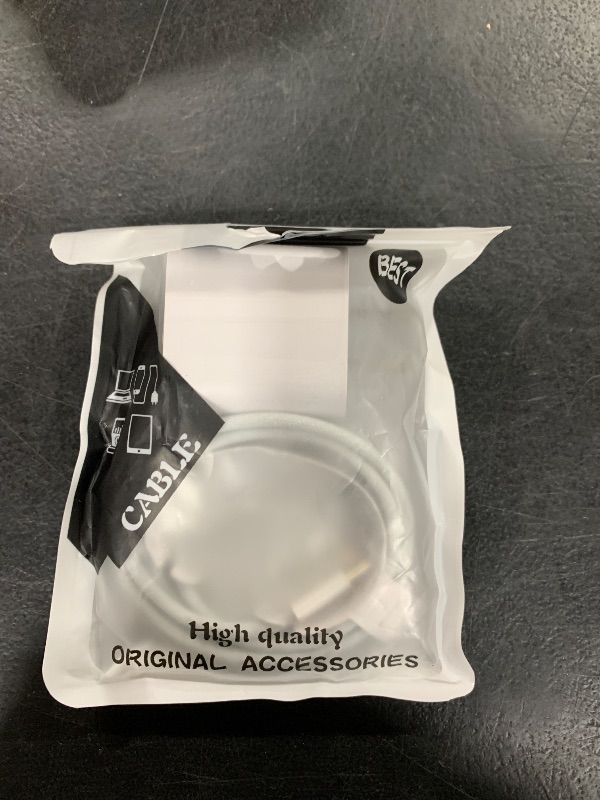 BEST
CABLE
High quality
ORIGINAL ACCESSORIES